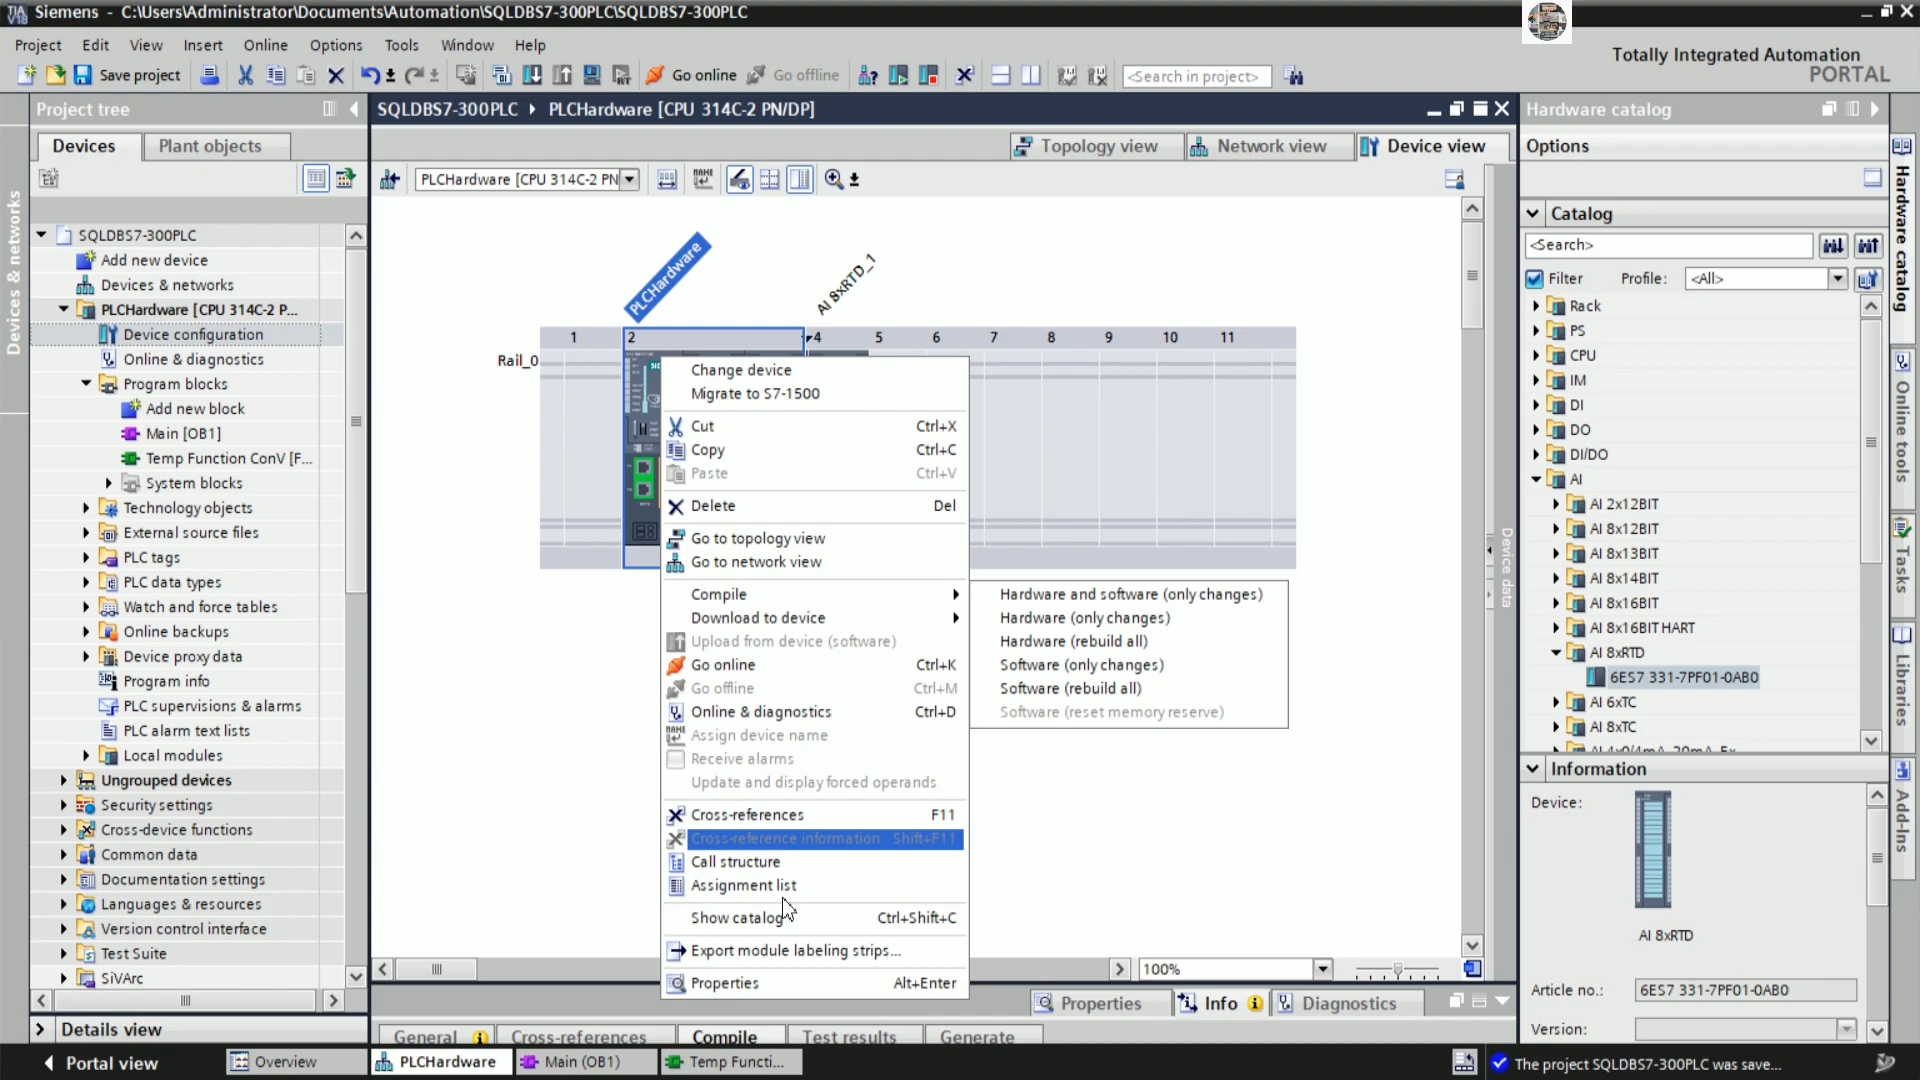 Siemens - C:\Users\Administrator\Documents\Automation\SQLDBS7-300PLC\SQLDBS7-300PLC
Project Edit View Insert Online Options Tools Window Help
Totally Integrated Automation
PORTAL
Save project
Go online
Go offline
<Search in project>
Project tree
SQLDBS7-300PLC
PLCHardware [CPU 314C-2 PN/DP]
Hardware catalog
Devices
Plant objects
Topology view
Network view
Device view
Options
PLCHardware [CPU 314C-2 PN
Devices & networks
SQLDBS7-300PLC
Add new device
Devices & networks
PLCHardware [CPU 314C-2 P...
Device configuration
Online & diagnostics
Program blocks
Add new block
Main [OB1]
Temp Function ConV [F...
System blocks
Technology objects
External source files
PLC tags
PLC data types
Watch and force tables
Online backups
Device proxy data
Program info
PLC supervisions & alarms
PLC alarm text lists
Local modules
Ungrouped devices
Security settings
Cross-device functions
Common data
Documentation settings
Languages & resources
Version control interface
Test Suite
SiVArc
Details view
PLCHardware
AI 8xRTD_1
1 2 4 5 6 7 8 9 10 11
Rail_0
Change device
Migrate to S7-1500
Cut Ctrl+X
Copy Ctrl+C
Paste Ctrl+V
Delete Del
Go to topology view
Go to network view
Compile
Download to device
Upload from device (software)
Go online Ctrl+K
Go offline Ctrl+M
Online & diagnostics Ctrl+D
Assign device name
Receive alarms
Update and display forced operands
Cross-references F11
Cross-reference information Shift+F11
Call structure
Assignment list
Show catalog Ctrl+Shift+C
Export module labeling strips...
Properties Alt+Enter
Hardware and software (only changes)
Hardware (only changes)
Hardware (rebuild all)
Software (only changes)
Software (rebuild all)
Software (reset memory reserve)
Device data
100%
Properties
Info
Diagnostics
General
Cross-references
Compile
Test results
Generate
Catalog
<Search>
Filter
Profile:
<All>
Rack
PS
CPU
IM
DI
DO
DI/DO
AI
AI 2x12BIT
AI 8x12BIT
AI 8x13BIT
AI 8x14BIT
AI 8x16BIT
AI 8x16BIT HART
AI 8xRTD
6ES7 331-7PF01-0AB0
AI 6xTC
AI 8xTC
Information
Device:
AI 8xRTD
Article no.:
6ES7 331-7PF01-0AB0
Version:
Hardware catalog
Online tools
Tasks
Libraries
Add-Ins
Portal view
Overview
PLCHardware
Main (OB1)
Temp Functi...
The project SQLDBS7-300PLC was save...